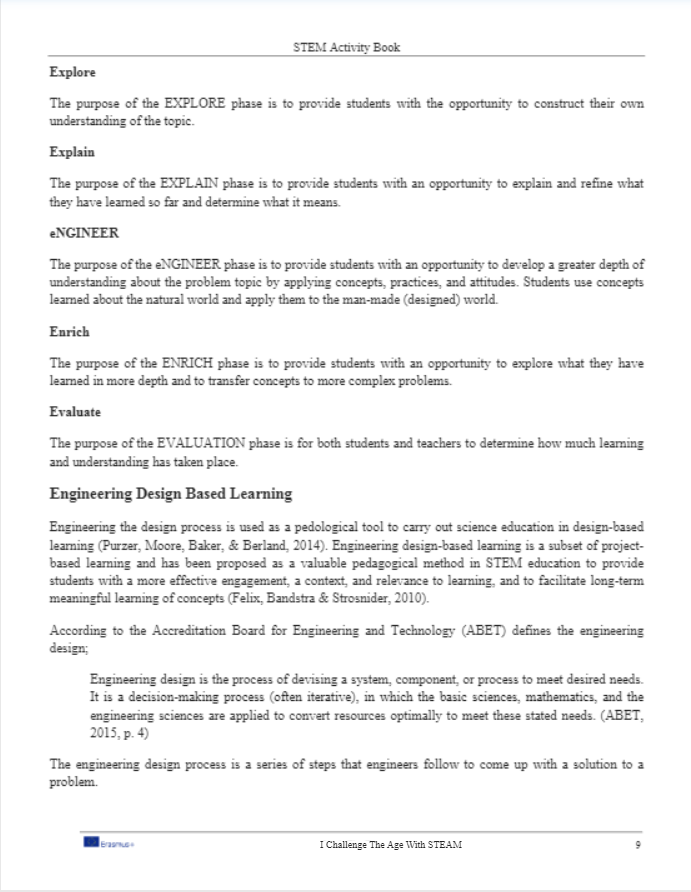 STEM Activity Book
Explore
The purpose of the EXPLORE phase is to provide students with the opportunity to construct their own
understanding of the topic.
Explain
The purpose of the EXPLAIN phase is to provide students with an opportunity to explain and refine what
they have learned so far and determine what it means.
eNGINEER
The purpose of the eNGINEER phase is to provide students with an opportunity to develop a greater depth of
understanding about the problem topic by applying concepts, practices, and attitudes. Students use concepts
learned about the natural world and apply them to the man-made (designed) world.
Enrich
The purpose of the ENRICH phase is to provide students with an opportunity to explore what they have
learned in more depth and to transfer concepts to more complex problems.
Evaluate
The purpose of the EVALUATION phase is for both students and teachers to determine how much learning
and understanding has taken place.
Engineering Design Based Learning
Engineering the design process is used as a pedological tool to carry out science education in design-based
learning (Purzer, Moore, Baker, & Berland, 2014). Engineering design-based learning is a subset of project-
based learning and has been proposed as a valuable pedagogical method in STEM education to provide
students with a more effective engagement, a context, and relevance to learning, and to facilitate long-term
meaningful learning of concepts (Felix, Bandstra & Strosnider, 2010).
According to the Accreditation Board for Engineering and Technology (ABET) defines the engineering
design;
Engineering design is the process of devising a system, component, or process to meet desired needs.
It is a decision-making process (often iterative), in which the basic sciences, mathematics, and the
engineering sciences are applied to convert resources optimally to meet these stated needs. (ABET,
2015, p. 4)
The engineering design process is a series of steps that engineers follow to come up with a solution to a
problem.
Erasmus+ I Challenge The Age With STEAM 9